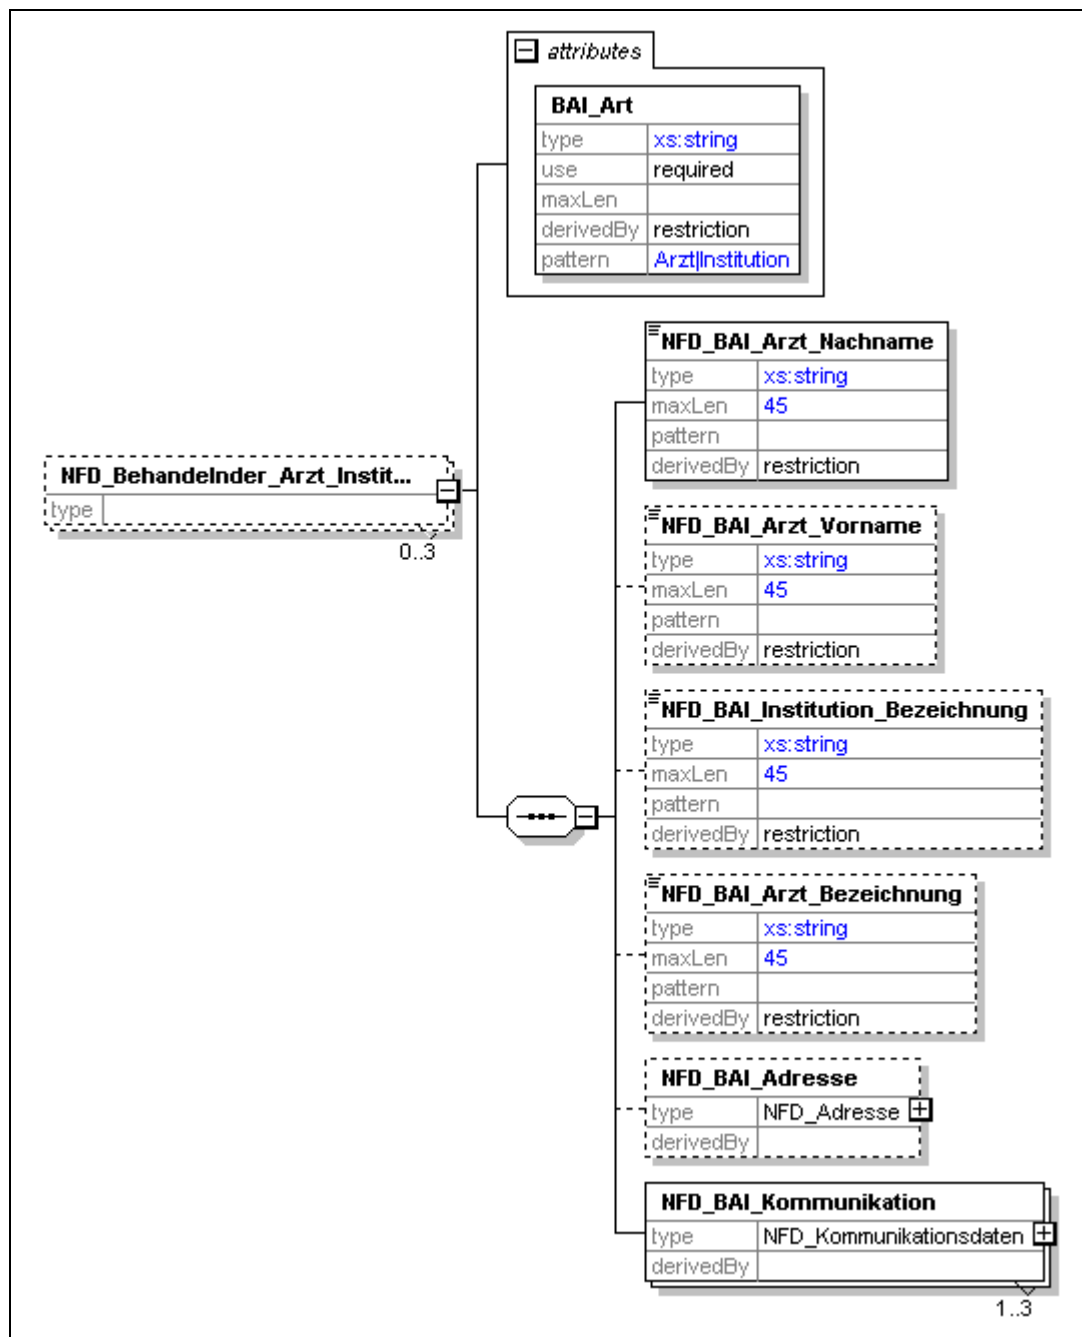 attributes
BAI_Art
type xs:string
use required
maxLen
derivedBy restriction
pattern Arzt|Institution
NFD_BAI_Arzt_Nachname
type xs:string
maxLen 45
pattern
derivedBy restriction
NFD_Behandelnder_Arzt_Instit...
type
0..3
NFD_BAI_Arzt_Vorname
type xs:string
maxLen 45
pattern
derivedBy restriction
NFD_BAI_Institution_Bezeichnung
type xs:string
maxLen 45
pattern
derivedBy restriction
NFD_BAI_Arzt_Bezeichnung
type xs:string
maxLen 45
pattern
derivedBy restriction
NFD_BAI_Adresse
type NFD_Adresse
derivedBy
NFD_BAI_Kommunikation
type NFD_Kommunikationsdaten
derivedBy
1..3